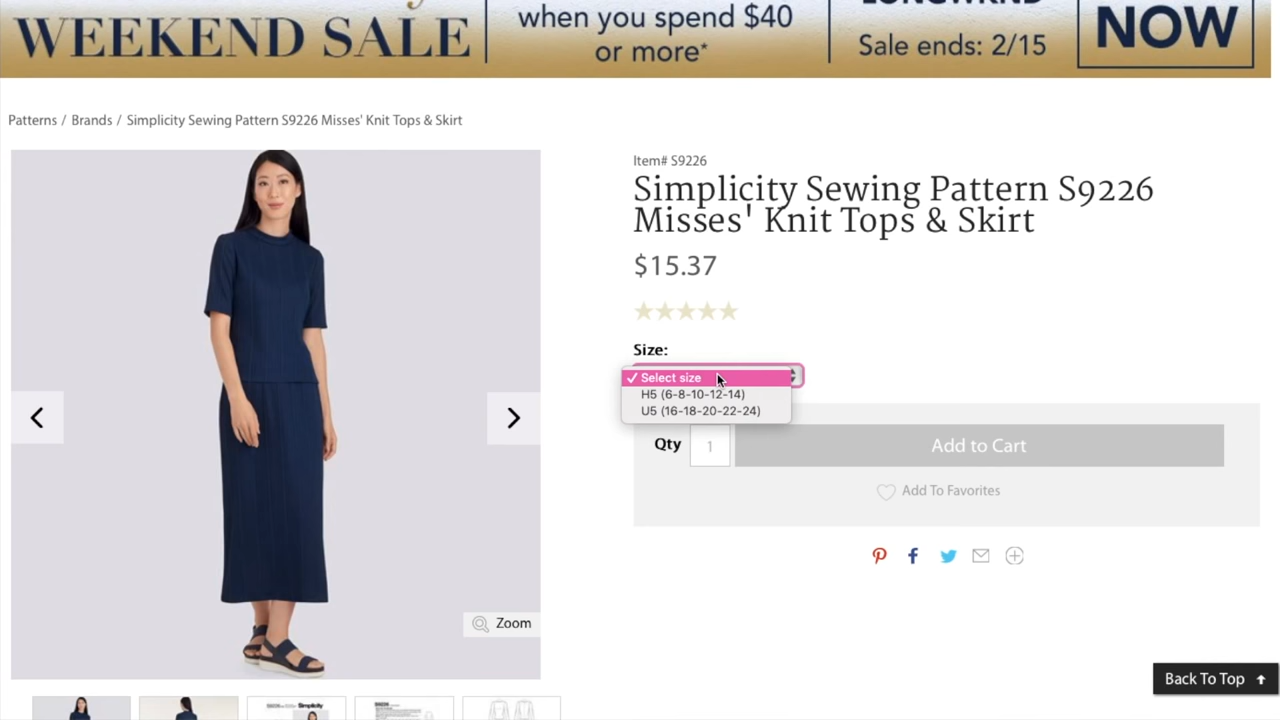 WEEKEND SALE
when you spend $40
or more*
Sale ends: 2/15
NOW
Patterns / Brands / Simplicity Sewing Pattern S9226 Misses' Knit Tops & Skirt
Item# S9226
Simplicity Sewing Pattern S9226
Misses' Knit Tops & Skirt
$15.37
Size:
✓ Select size
H5 (6-8-10-12-14)
U5 (16-18-20-22-24)
Qty
1
Add to Cart
Add To Favorites
Zoom
Back To Top
Simplicity